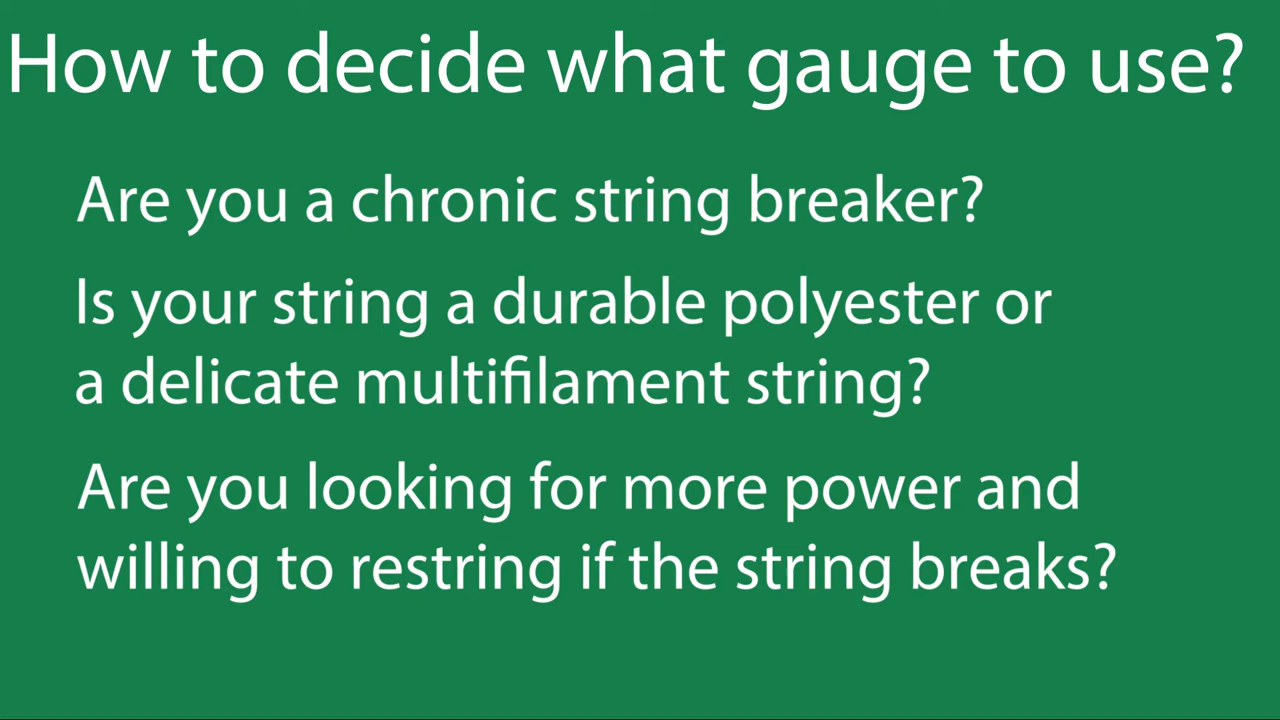 How to decide what gauge to use?
Are you a chronic string breaker?
Is your string a durable polyester or
a delicate multifilament string?
Are you looking for more power and
willing to restring if the string breaks?